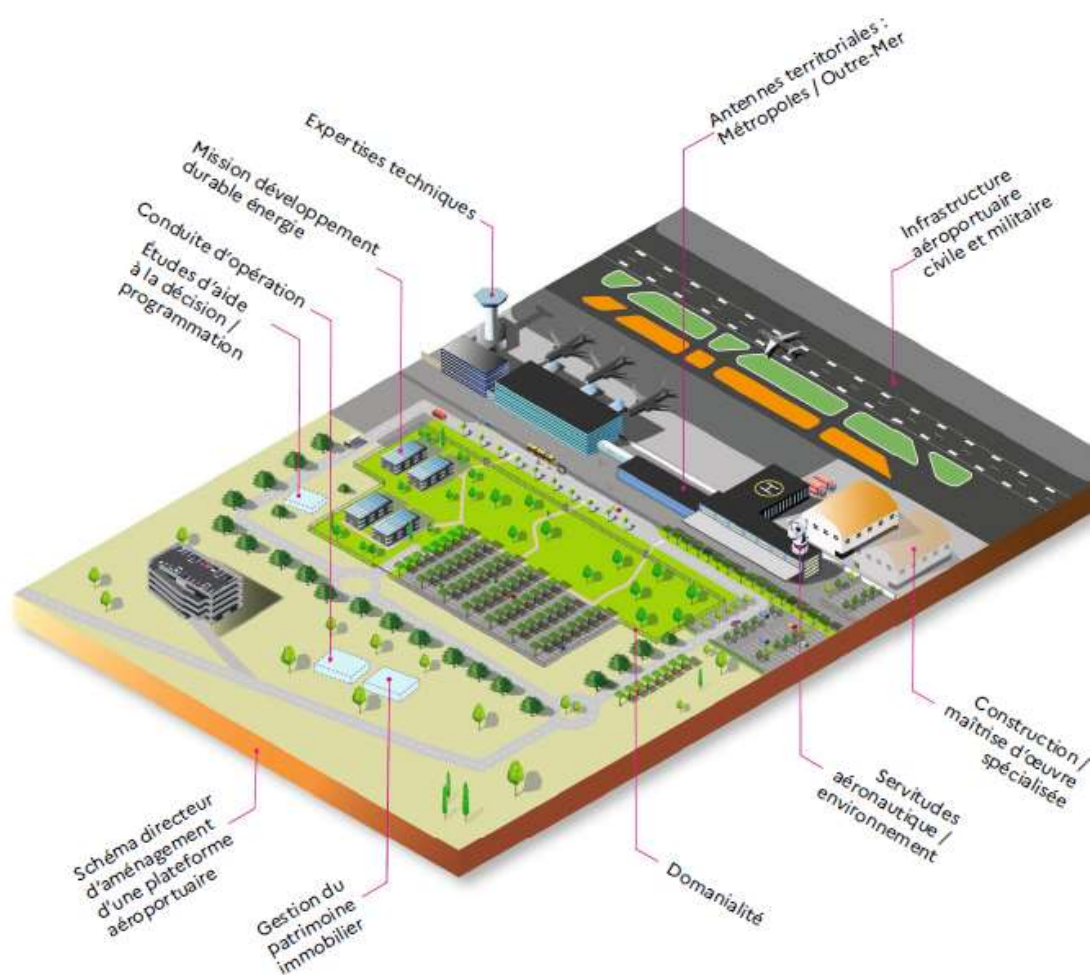 Antennes territoriales :
Métropoles / Outre-Mer
Expertises techniques
Mission développement
durable énergie
Conduite d'opération
Études d'aide
à la décision /
programmation
Infrastructure
aéroportuaire
civile et militaire
H
Construction /
maîtrise d'œuvre
spécialisée
Servitudes
aéronautique /
environnement
Domanialité
Gestion du
patrimoine
immobilier
Schéma directeur
d'aménagement
d'une plateforme
aéroportuaire